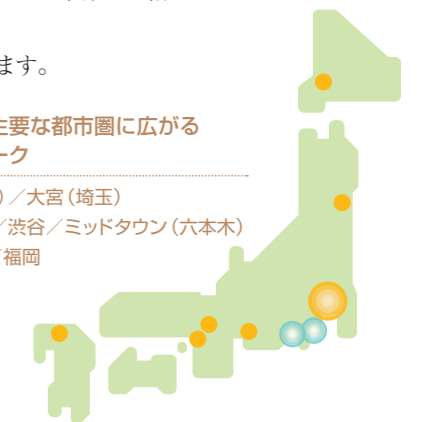 ます。
主要な都市圏に広がる
ーク
）／大宮（埼玉）
／渋谷／ミッドタウン（六本木）
福岡